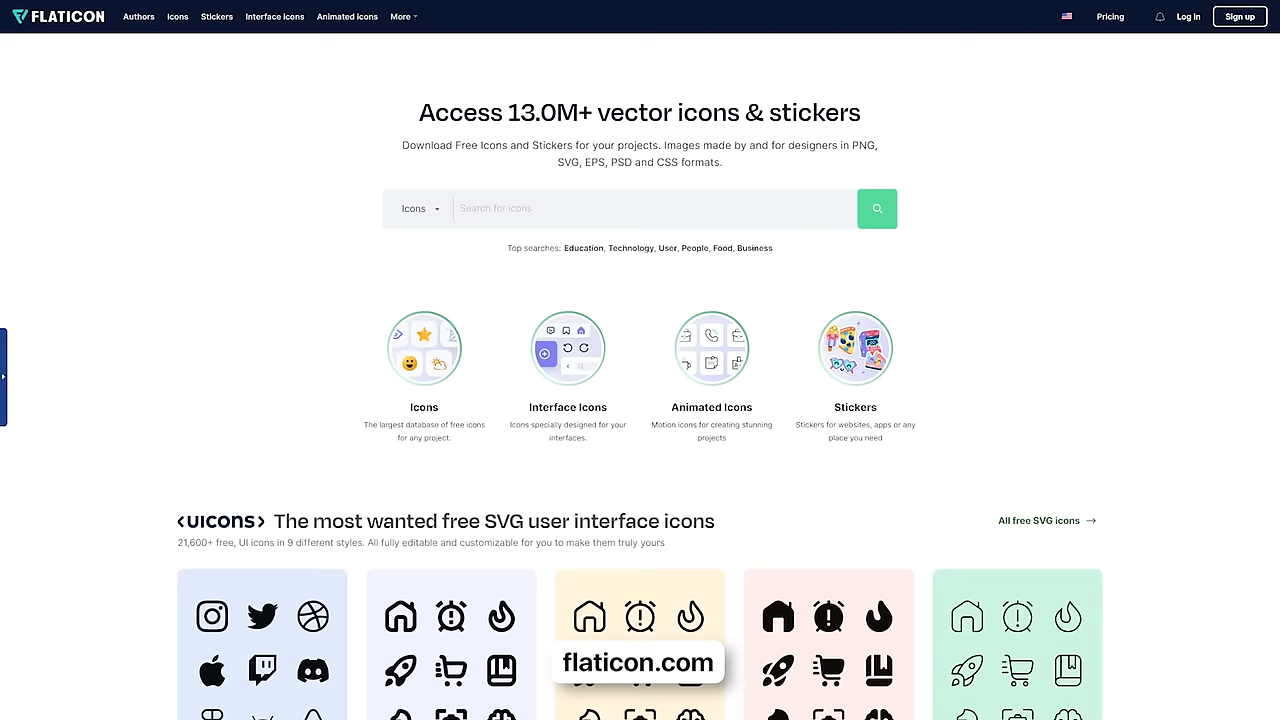 FLATICON
Authors
Icons
Stickers
Interface icons
Animated icons
More
Pricing
Log in
Sign up
Access 13.0M+ vector icons & stickers
Download Free Icons and Stickers for your projects. Images made by and for designers in PNG,
SVG, EPS, PSD and CSS formats.
Icons
Search for icons
Top searches: Education, Technology, User, People, Food, Business
Icons
The largest database of free icons
for any project.
Interface Icons
Icons specially designed for your
interfaces.
Animated Icons
Motion icons for creating stunning
projects
Stickers
Stickers for websites, apps or any
place you need
<UICONS> The most wanted free SVG user interface icons
All free SVG icons
21,600+ free, UI icons in 9 different styles. All fully editable and customizable for you to make them truly yours
flaticon.com